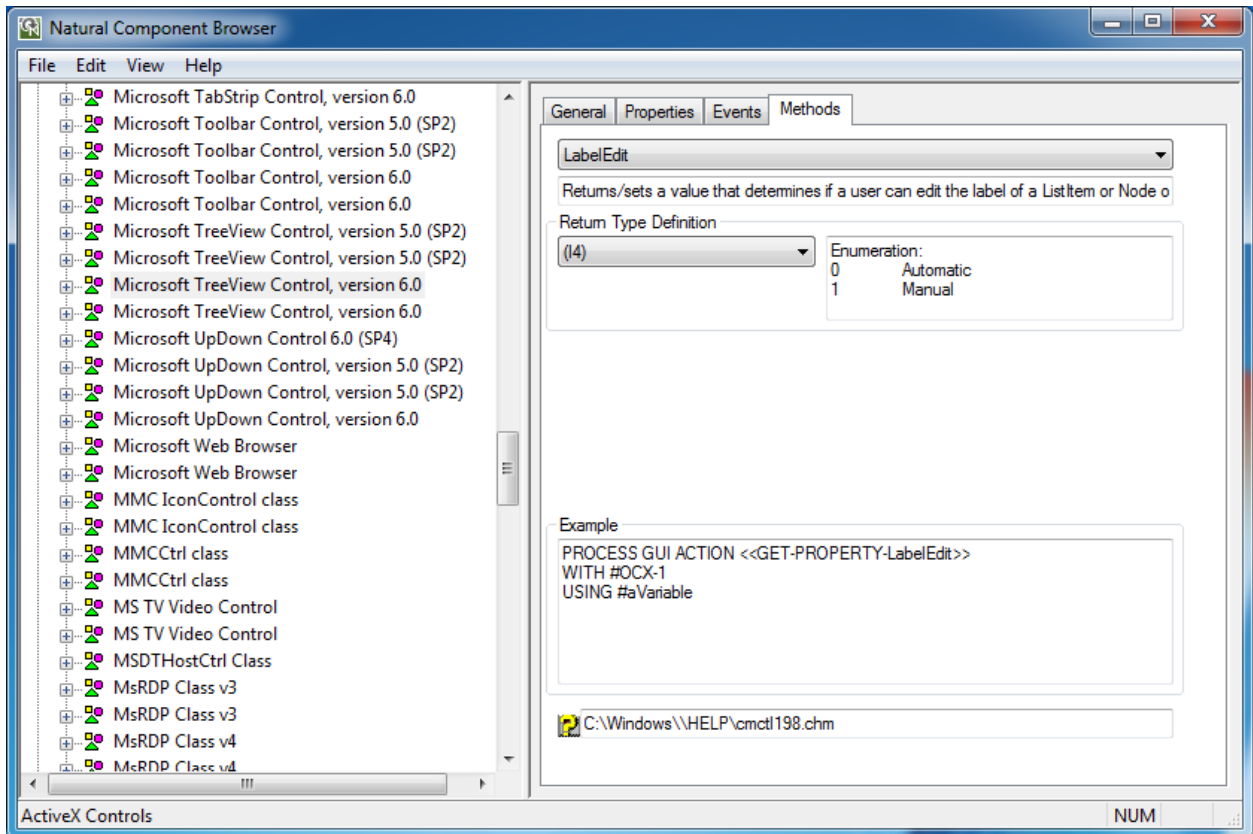 Natural Component Browser
File Edit View Help
Microsoft TabStrip Control, version 6.0
Microsoft Toolbar Control, version 5.0 (SP2)
Microsoft Toolbar Control, version 5.0 (SP2)
Microsoft Toolbar Control, version 6.0
Microsoft Toolbar Control, version 6.0
Microsoft TreeView Control, version 5.0 (SP2)
Microsoft TreeView Control, version 5.0 (SP2)
Microsoft TreeView Control, version 6.0
Microsoft TreeView Control, version 6.0
Microsoft UpDown Control 6.0 (SP4)
Microsoft UpDown Control, version 5.0 (SP2)
Microsoft UpDown Control, version 5.0 (SP2)
Microsoft UpDown Control, version 6.0
Microsoft Web Browser
Microsoft Web Browser
MMC IconControl class
MMC IconControl class
MMCCtrl class
MMCCtrl class
MS TV Video Control
MS TV Video Control
MSDTHostCtrl Class
MsRDP Class v3
MsRDP Class v3
MsRDP Class v4
MsRDP Class v4
General Properties Events Methods
LabelEdit
Returns/sets a value that determines if a user can edit the label of a ListItem or Node o
Return Type Definition
(I4)
Enumeration:
0 Automatic
1 Manual
Example
PROCESS GUI ACTION <<GET-PROPERTY-LabelEdit>>
WITH #OCX-1
USING #aVariable
C:\Windows\\HELP\cmctl198.chm
ActiveX Controls
NUM